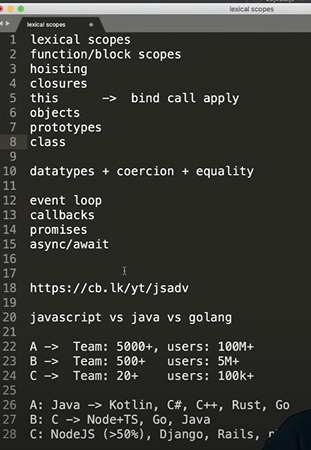 lexical scopes
lexical scopes
1 lexical scopes
2 function/block scopes
3 hoisting
4 closures
5 this -> bind call apply
6 objects
7 prototypes
8 class
9
10 datatypes + coercion + equality
11
12 event loop
13 callbacks
14 promises
15 async/await
16
17
18 https://cb.lk/yt/jsadv
19
20 javascript vs java vs golang
21
22 A -> Team: 5000+, users: 100M+
23 B -> Team: 500+ users: 5M+
24 C -> Team: 20+ users: 100k+
25
26 A: Java -> Kotlin, C#, C++, Rust, Go
27 B: C -> Node+TS, Go, Java
28 C: NodeJS (>50%), Django, Rails,